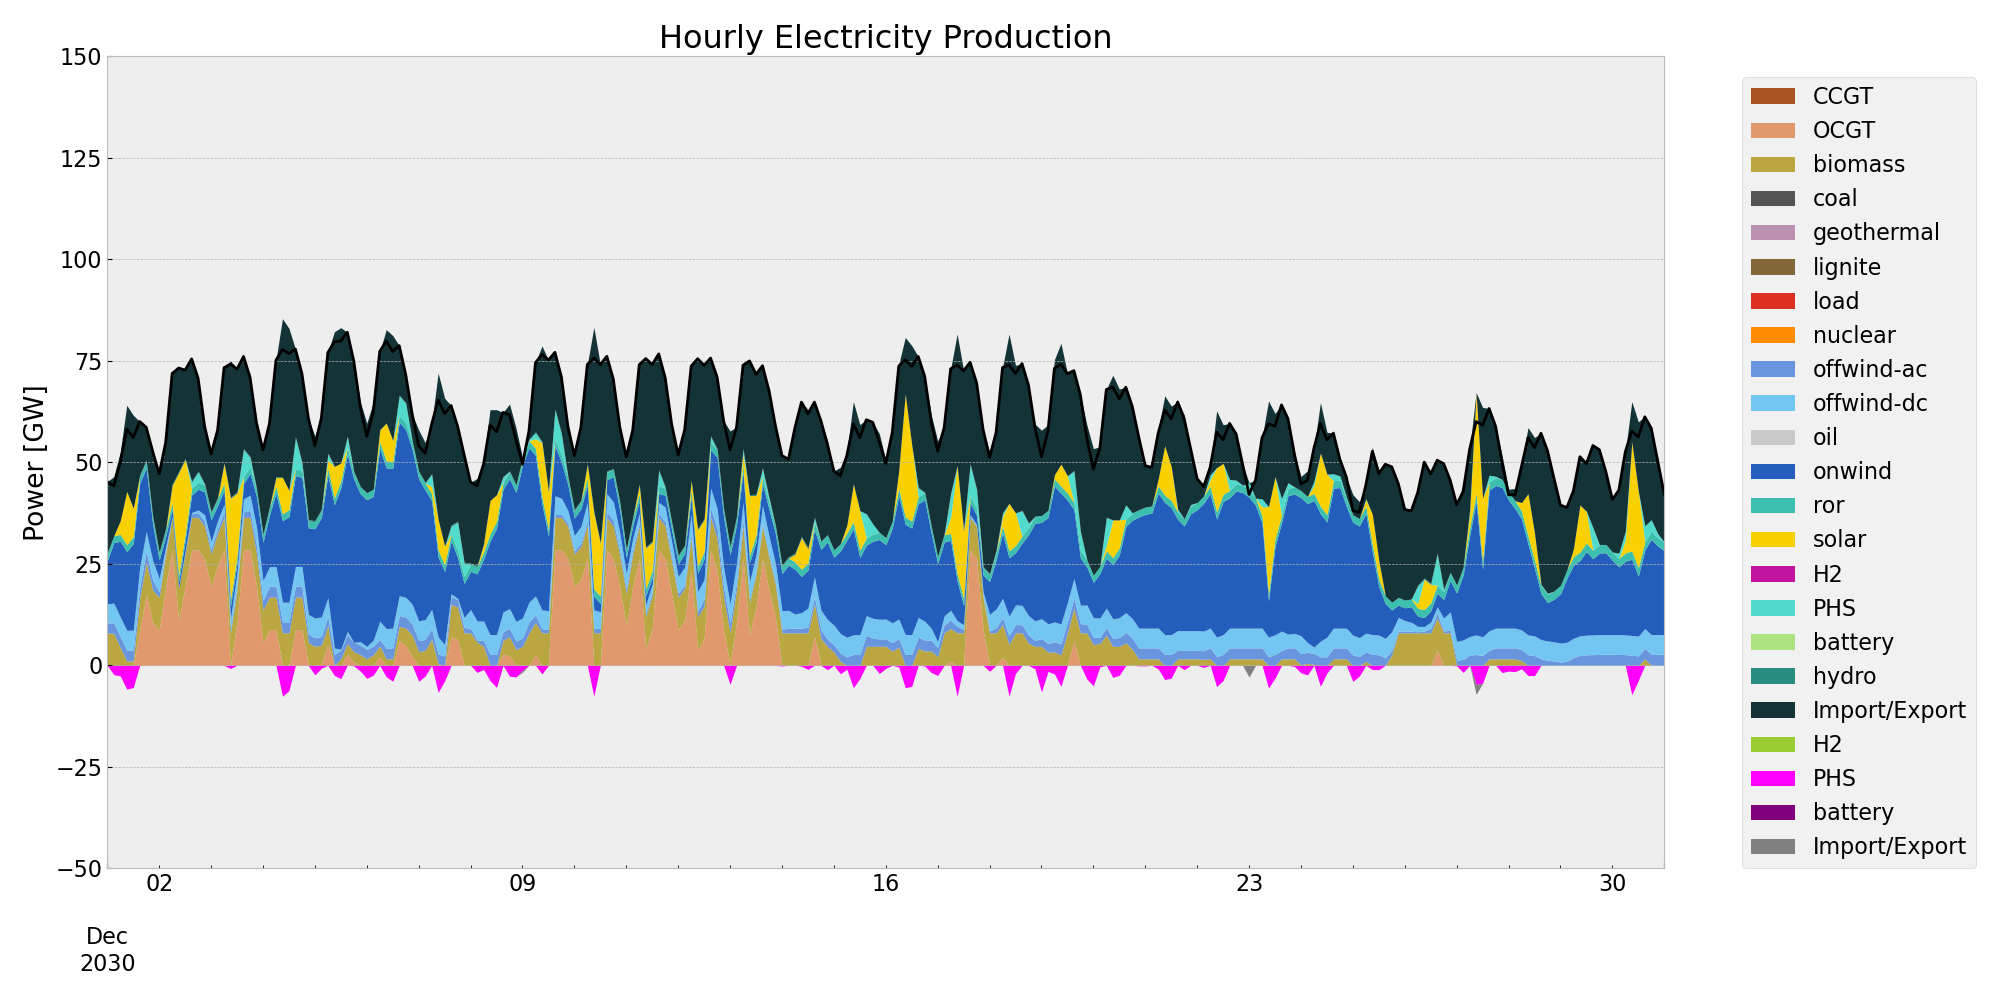 Hourly Electricity Production
Power [GW]
150
125
100
75
50
25
0
−25
−50
02
09
16
23
30
Dec
2030
CCGT
OCGT
biomass
coal
geothermal
lignite
load
nuclear
offwind-ac
offwind-dc
oil
onwind
ror
solar
H2
PHS
battery
hydro
Import/Export
H2
PHS
battery
Import/Export